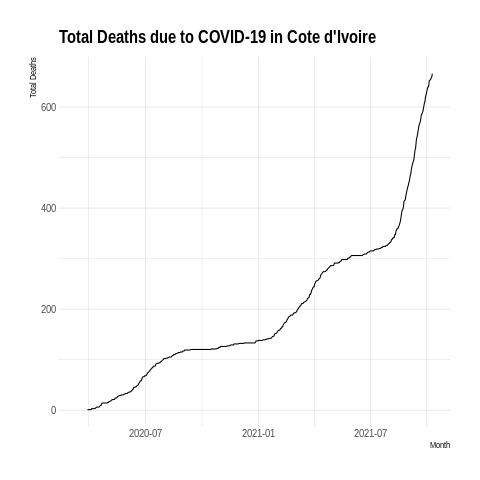 Total Deaths due to COVID-19 in Cote d'Ivoire
Total Deaths
600
400
200
0
2020-07 2021-01 2021-07
Month